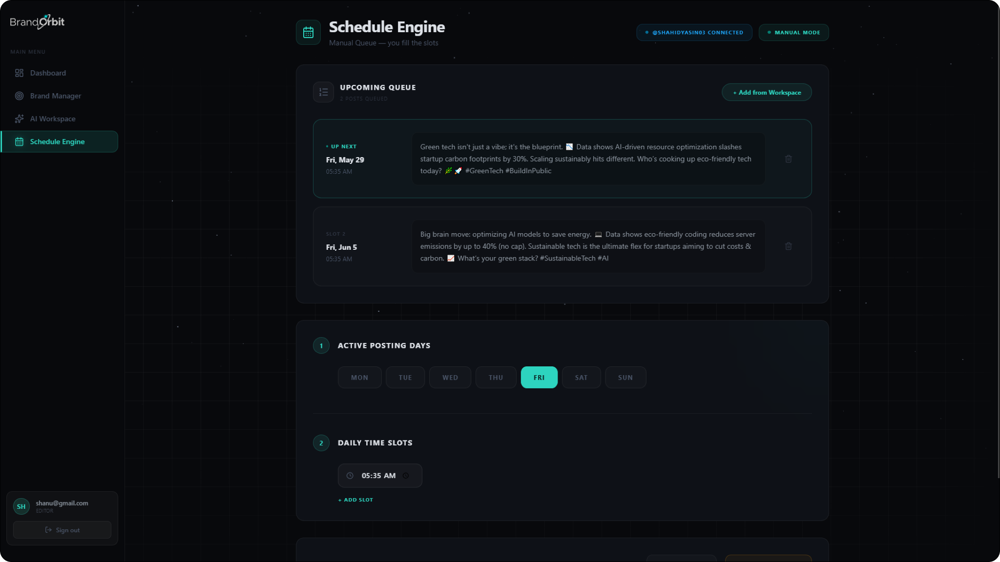 BrandOrbit
MAIN MENU
Dashboard
Brand Manager
AI Workspace
Schedule Engine
shanu@gmail.com
SH
EDITOR
Sign out
Schedule Engine
Manual Queue — you fill the slots
@SHAHIDYASIN03 CONNECTED
MANUAL MODE
UPCOMING QUEUE
2 POSTS QUEUED
+ Add from Workspace
UP NEXT
Fri, May 29
05:35 AM
Green tech isn't just a vibe; it's the blueprint. 📉 Data shows AI-driven resource optimization slashes
startup carbon footprints by 30%. Scaling sustainably hits different. Who's cooking up eco-friendly tech
today? 🌿 🚀 #GreenTech #BuildInPublic
SLOT 2
Fri, Jun 5
05:35 AM
Big brain move: optimizing AI models to save energy. 💻 Data shows eco-friendly coding reduces server
emissions by up to 40% (no cap). Sustainable tech is the ultimate flex for startups aiming to cut costs &
carbon. 📈 What's your green stack? #SustainableTech #AI
1
ACTIVE POSTING DAYS
MON TUE WED THU FRI SAT SUN
2
DAILY TIME SLOTS
05:35 AM
+ ADD SLOT